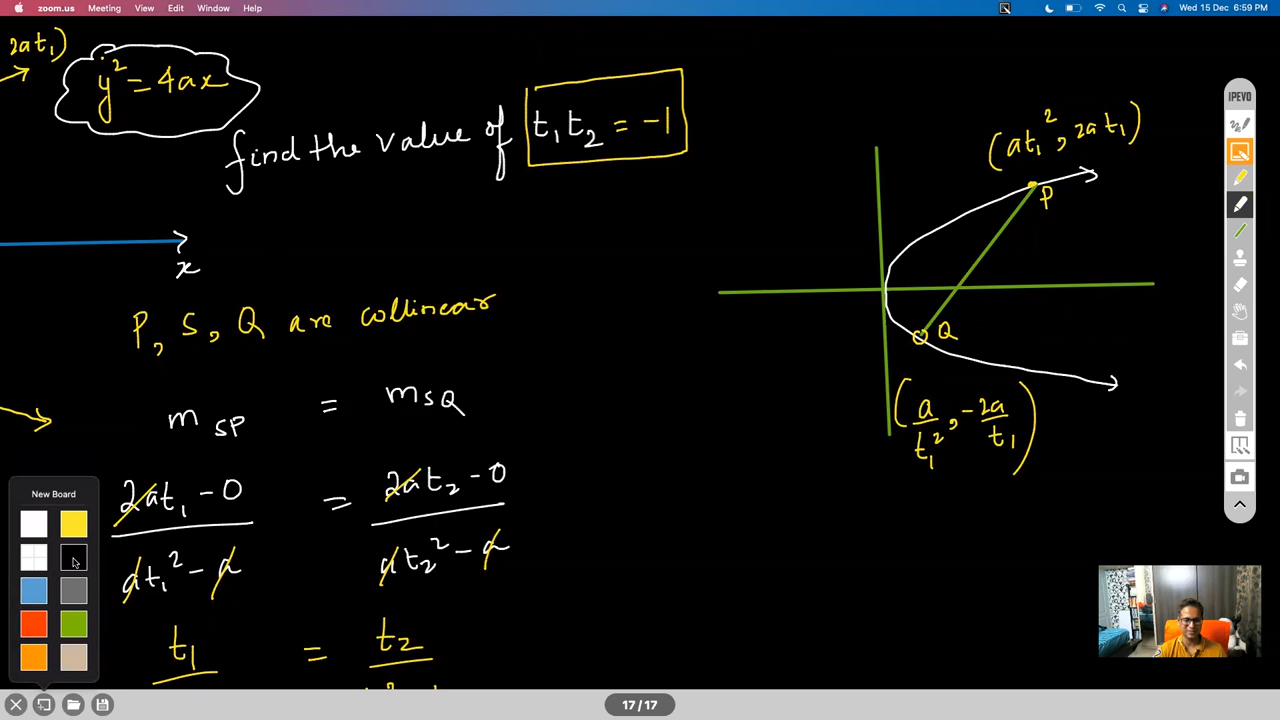 zoom.us Meeting View Edit Window Help Wed 15 Dec 6:59 PM
2at₁)
y² = 4ax
find the value of t₁t₂ = -1
x
P, S, Q are collinear
m SP = m SQ
2at₁ - 0 / at₁² - a = 2at₂ - 0 / at₂² - a
t₁ = t₂
(at₁², 2at₁)
P
Q
(a/t₁², -2a/t₁)
IPEVO
New Board
17/17